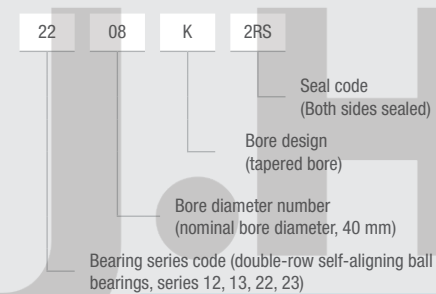 22 08 K 2RS
Seal code
(Both sides sealed)
Bore design
(tapered bore)
Bore diameter number
(nominal bore diameter, 40 mm)
Bearing series code (double-row self-aligning ball
bearings, series 12, 13, 22, 23)
J.H